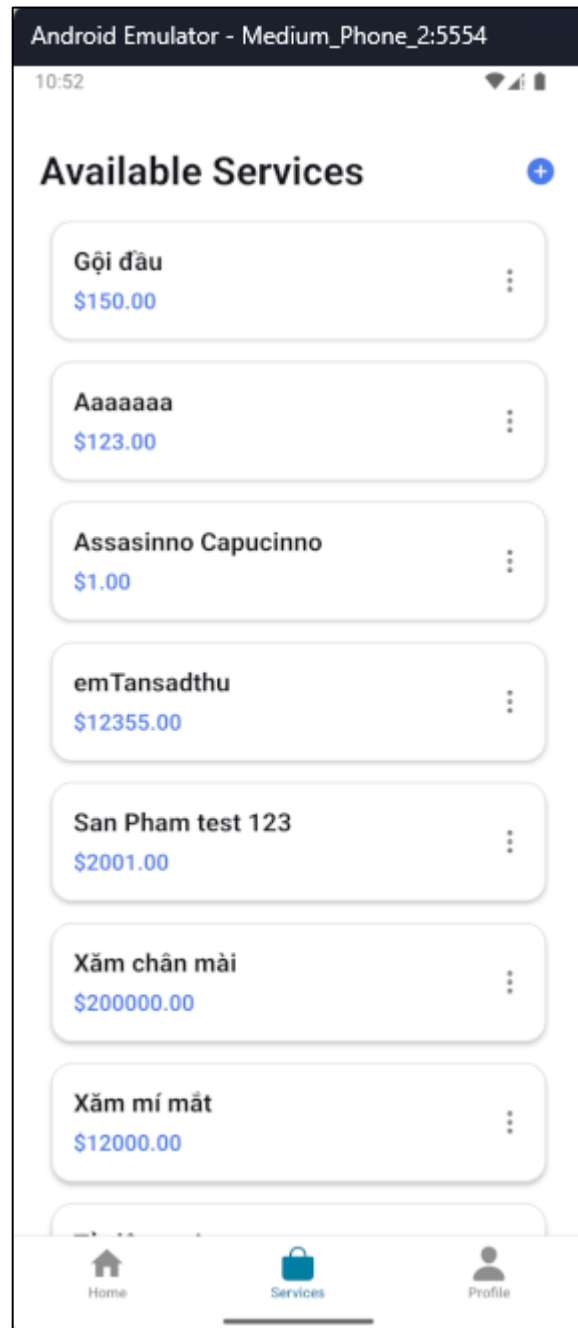 Android Emulator - Medium_Phone_2:5554
10:52
Available Services
Gội đầu
$150.00
Aaaaaaa
$123.00
Assasinno Capucinno
$1.00
emTansadthu
$12355.00
San Pham test 123
$2001.00
Xăm chân mài
$200000.00
Xăm mí mắt
$12000.00
Home
Services
Profile